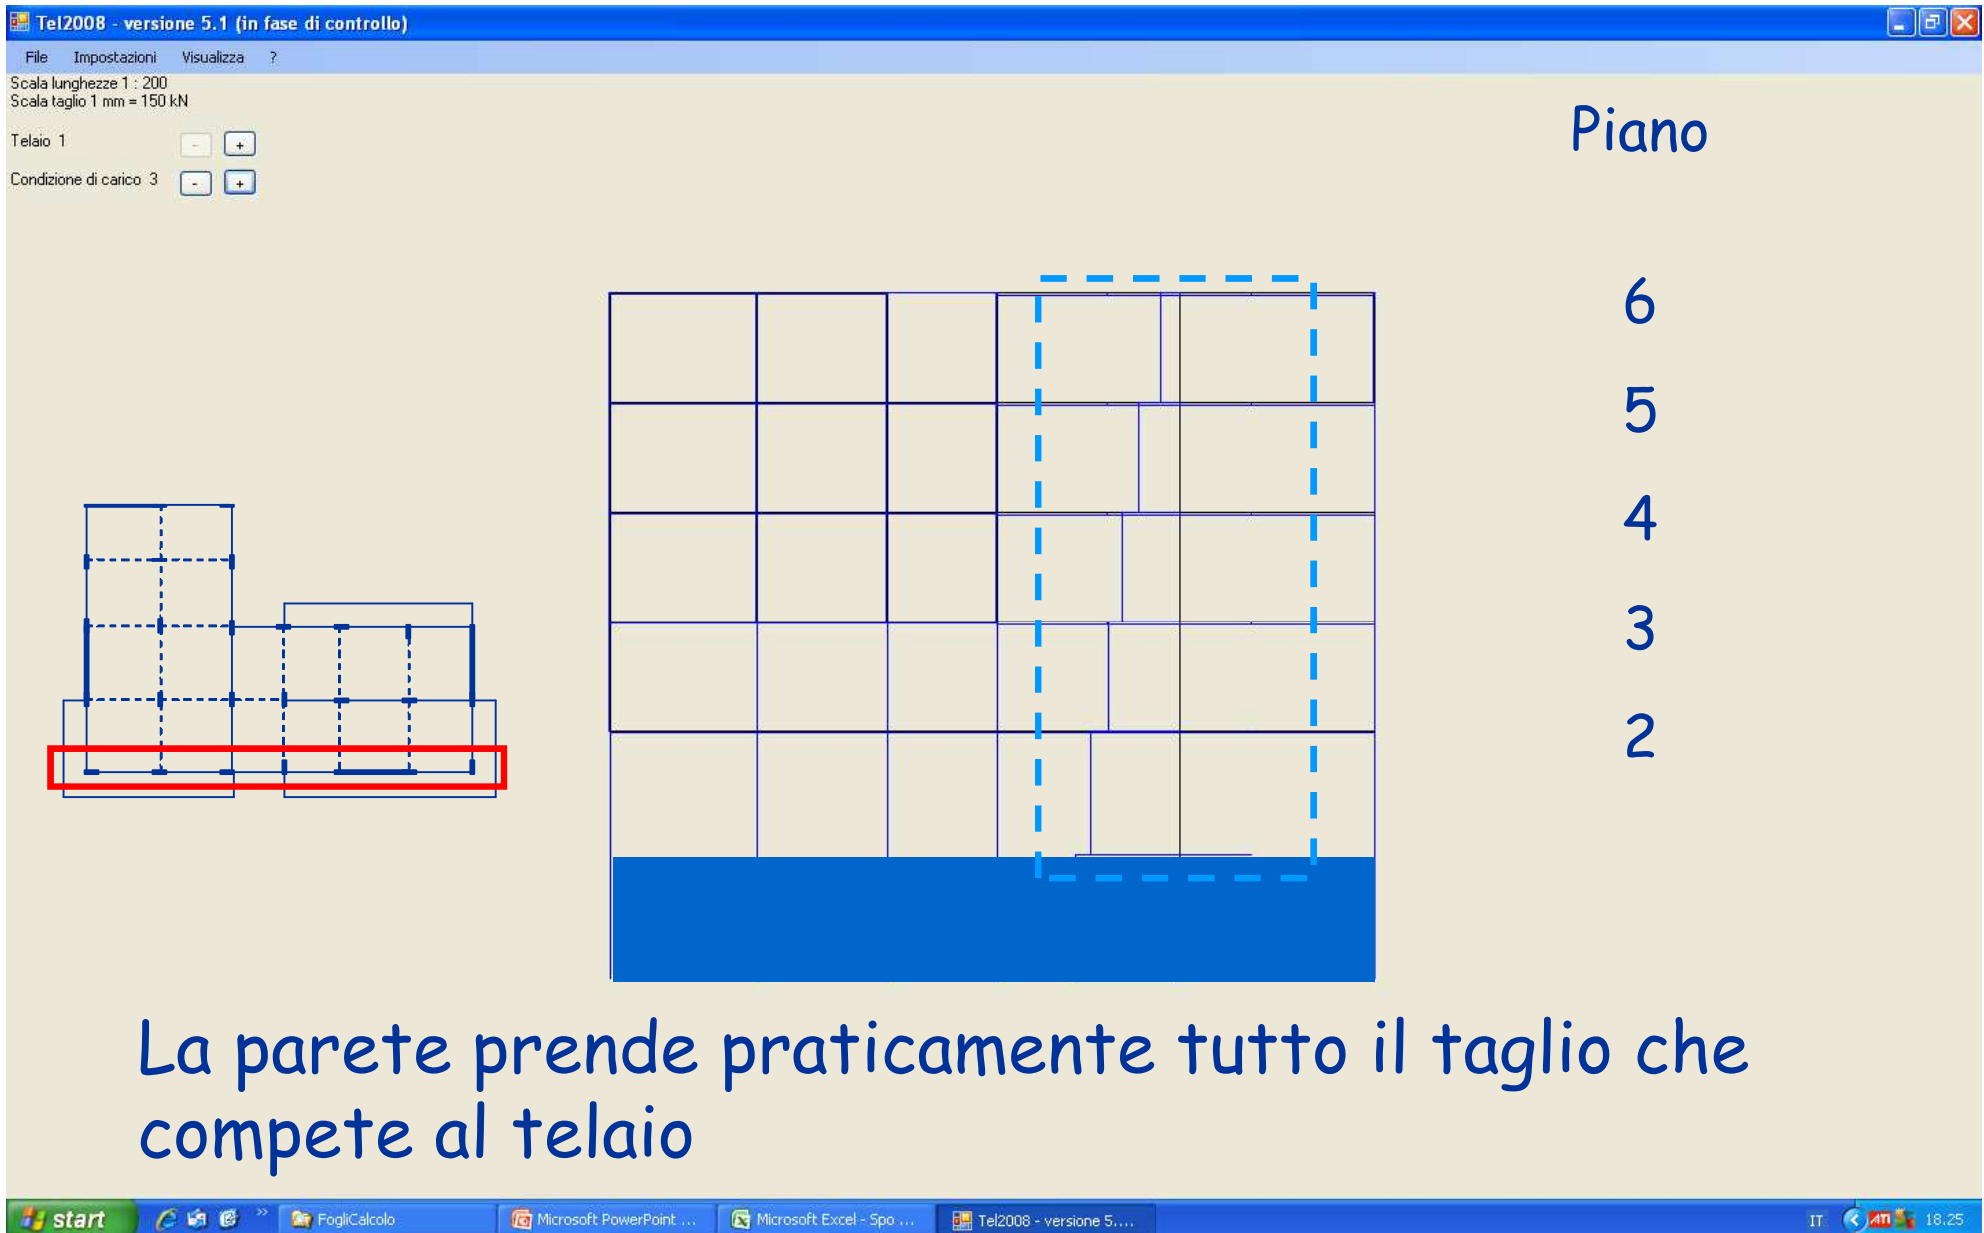 Tel2008 - versione 5.1 (in fase di controllo)
File Impostazioni Visualizza ?
Scala lunghezze 1 : 200
Scala taglio 1 mm = 150 kN
Telaio 1 - +
Condizione di carico 3 - +
Piano
6
5
4
3
2
La parete prende praticamente tutto il taglio che
compete al telaio
start » FogliCalcolo Microsoft PowerPoint ... Microsoft Excel - Spo ... Tel2008 - versione 5.... IT ATI 18.25